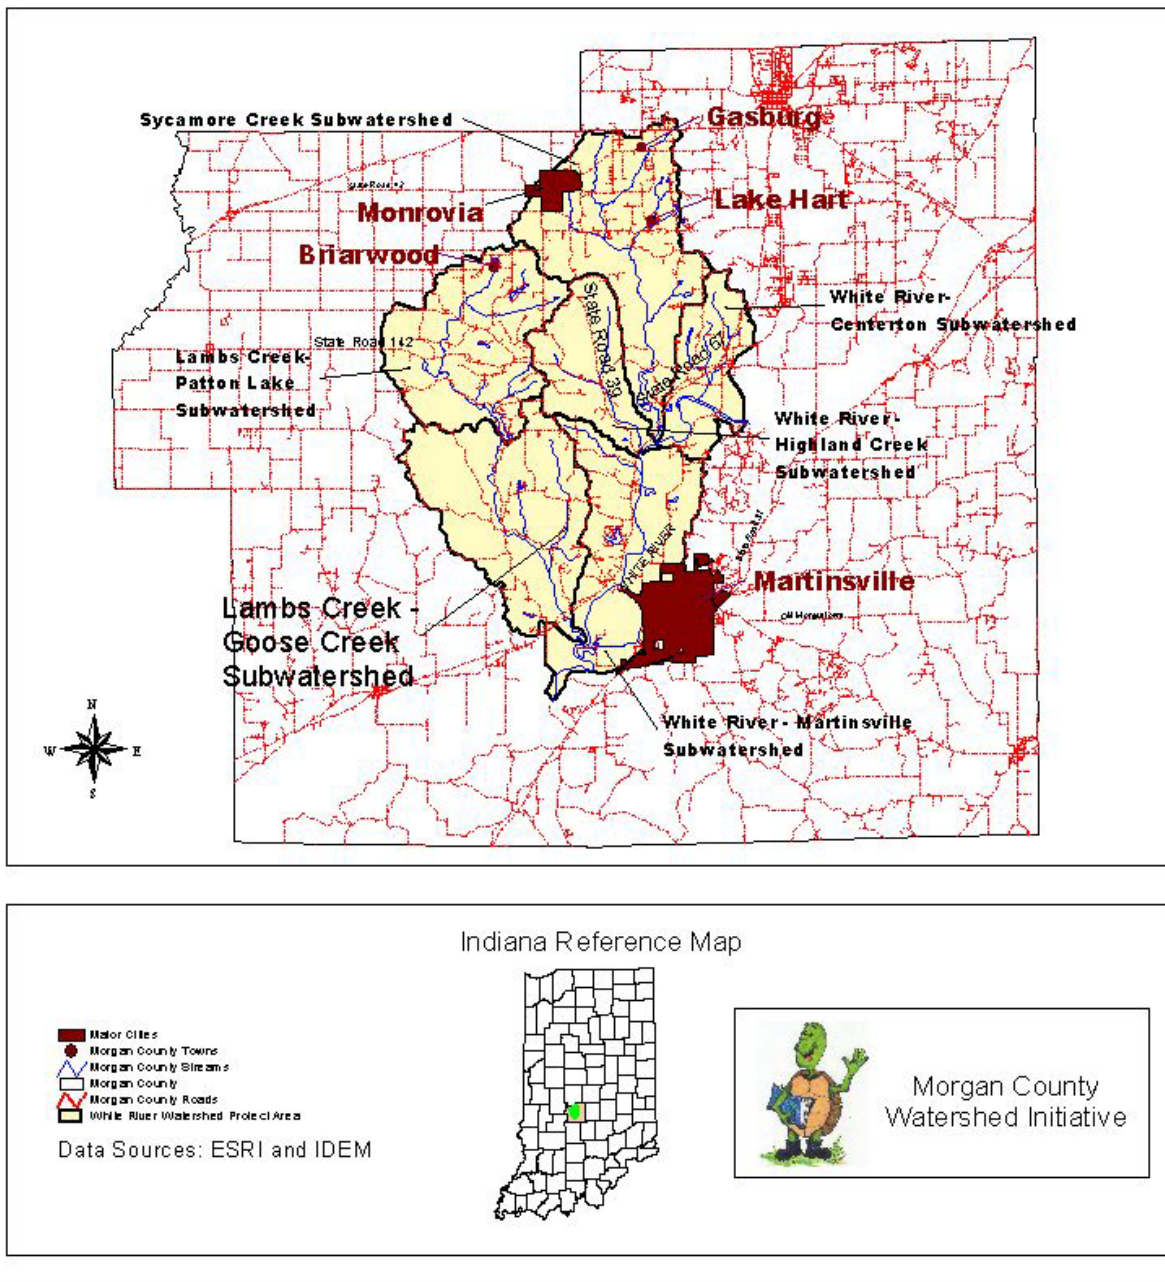 Gasburg
Sycamore Creek Subwatershed
Lake Hart
Monrovia
Briarwood
White River-
Centerton Subwatershed
State Road 39
State Road 142
State Road 67
Lambs Creek-
Patton Lake
Subwatershed
White River-
Highland Creek
Subwatershed
WHITE RIVER
Martinsville
Lambs Creek -
Goose Creek
Subwatershed
White River - Martinsville
Subwatershed
N
W E
S
Indiana Reference Map
Major Cities
Morgan County Towns
Morgan County Streams
Morgan County
Morgan County Roads
White River Watershed Project Area
Data Sources: ESRI and IDEM
Morgan County
Watershed Initiative